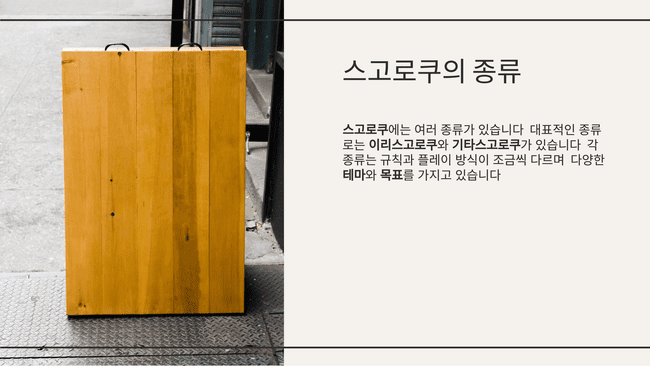 스고로쿠의 종류
스고로쿠에는 여러 종류가 있습니다 대표적인 종류
로는 이리스고로쿠와 기타스고로쿠가 있습니다 각
종류는 규칙과 플레이 방식이 조금씩 다르며 다양한
테마와 목표를 가지고 있습니다